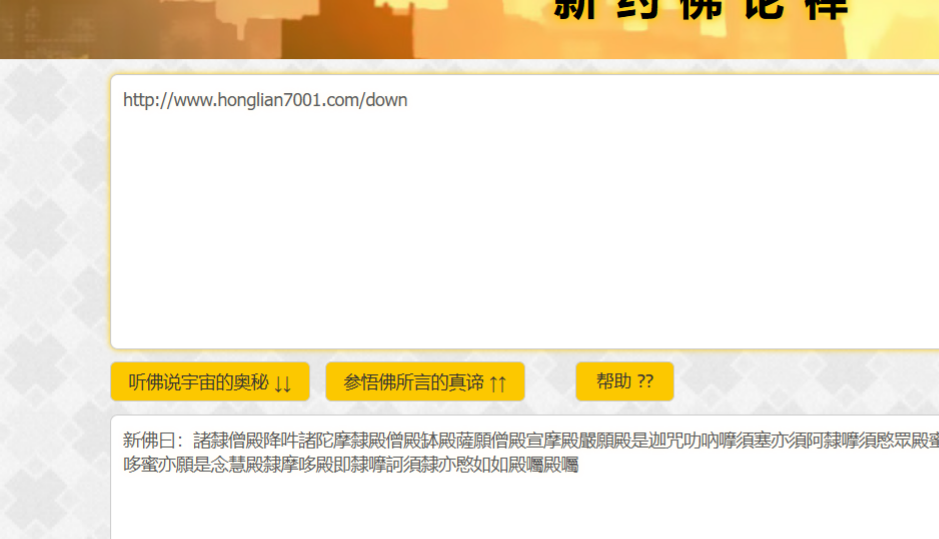 新约佛论禅
http://www.honglian7001.com/down
听佛说宇宙的奥秘 ↓↓
参悟佛所言的真谛 ↑↑
帮助 ??
新佛曰：諸隸僧殿降吽諸陀摩隸殿僧殿缽殿薩願僧殿宣摩殿嚴願殿是迦咒叻吶嚤須塞亦須阿隸嚤須愍眾殿蜜
哆蜜亦願是念慧殿隸摩哆殿即隸嚤訶須隸亦愍如如殿囑殿囑